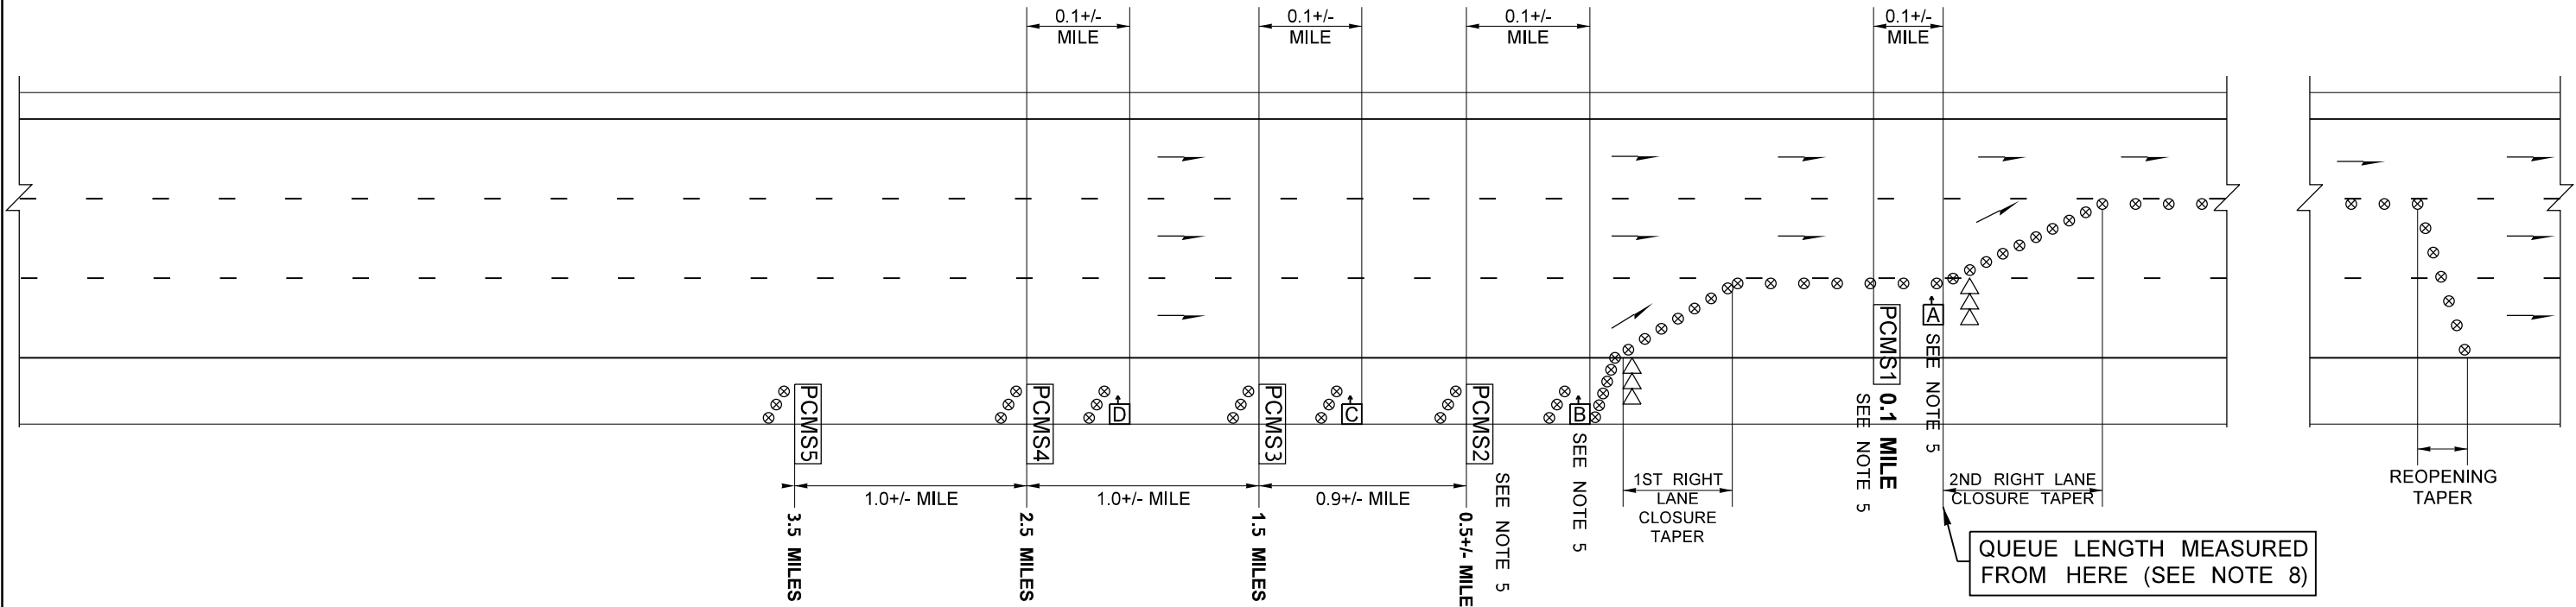 0.1+/-
MILE
0.1+/-
MILE
0.1+/-
MILE
0.1+/-
MILE
PCMS5
PCMS4
D
PCMS3
C
PCMS2
B
PCMS1
A
SEE NOTE 5
0.1 MILE
SEE NOTE 5
SEE NOTE 5
SEE NOTE 5
1.0+/- MILE
1.0+/- MILE
0.9+/- MILE
3.5 MILES
2.5 MILES
1.5 MILES
0.5+/- MILE
1ST RIGHT
LANE
CLOSURE
TAPER
2ND RIGHT LANE
CLOSURE TAPER
REOPENING
TAPER
QUEUE LENGTH MEASURED
FROM HERE (SEE NOTE 8)